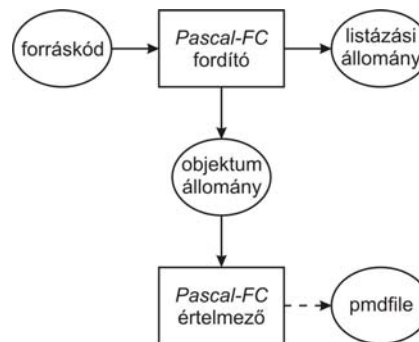 forráskód
Pascal-FC
fordító
listázási
állomány
objektum
állomány
Pascal-FC
értelmező
pmdfile